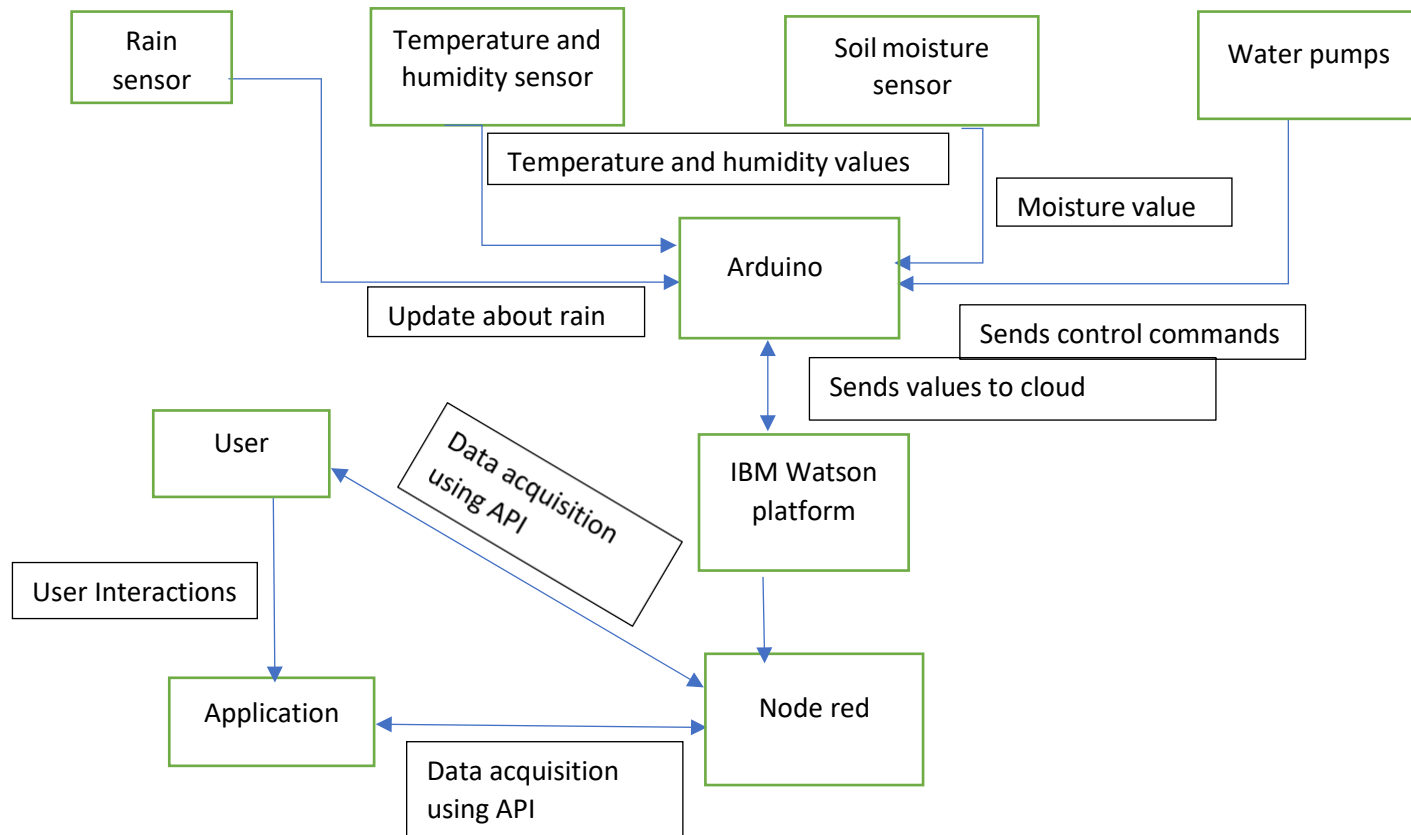 Rain
sensor
Temperature and
humidity sensor
Soil moisture
sensor
Water pumps
Temperature and humidity values
Moisture value
Arduino
Update about rain
Sends control commands
Sends values to cloud
User
Data acquisition
using API
IBM Watson
platform
User Interactions
Application
Node red
Data acquisition
using API